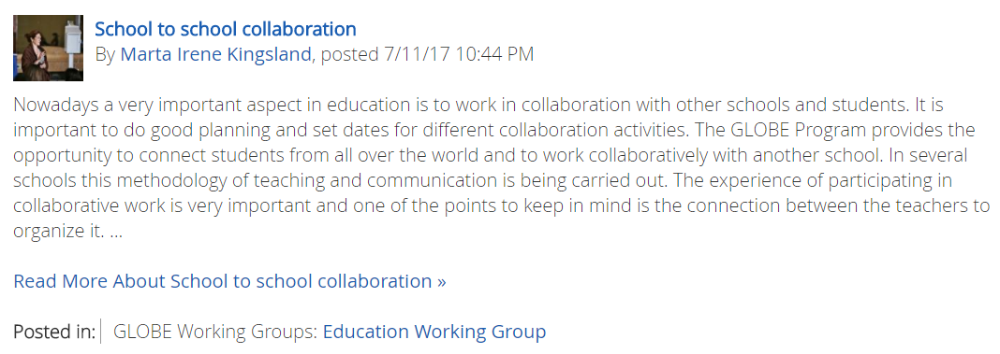 School to school collaboration
By Marta Irene Kingsland, posted 7/11/17 10:44 PM
Nowadays a very important aspect in education is to work in collaboration with other schools and students. It is
important to do good planning and set dates for different collaboration activities. The GLOBE Program provides the
opportunity to connect students from all over the world and to work collaboratively with another school. In several
schools this methodology of teaching and communication is being carried out. The experience of participating in
collaborative work is very important and one of the points to keep in mind is the connection between the teachers to
organize it. ...
Read More About School to school collaboration »
Posted in: GLOBE Working Groups: Education Working Group